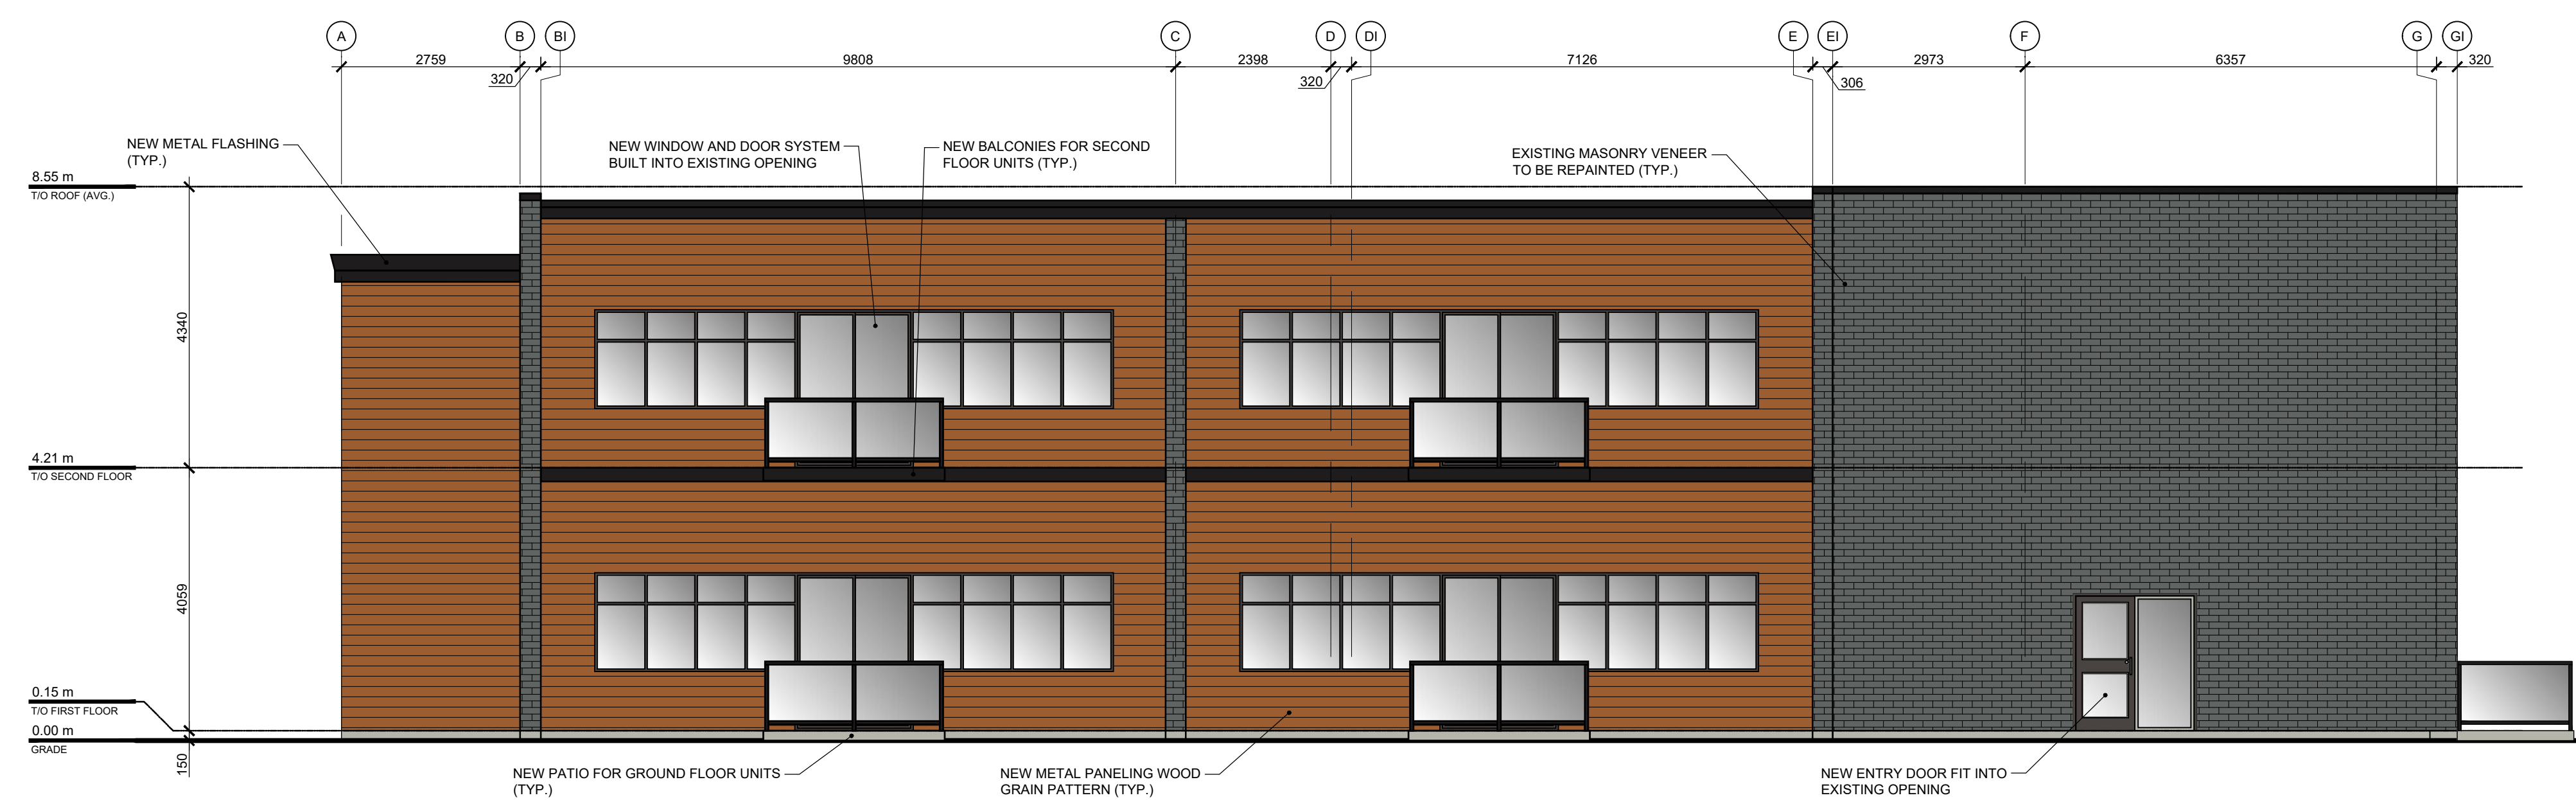 A
B
BI
C
D
DI
E
EI
F
G
GI
2759
320
9808
2398
320
7126
306
2973
6357
320
NEW METAL FLASHING
(TYP.)
NEW WINDOW AND DOOR SYSTEM
BUILT INTO EXISTING OPENING
NEW BALCONIES FOR SECOND
FLOOR UNITS (TYP.)
EXISTING MASONRY VENEER
TO BE REPAINTED (TYP.)
8.55 m
T/O ROOF (AVG.)
4340
4.21 m
T/O SECOND FLOOR
4059
0.15 m
T/O FIRST FLOOR
0.00 m
GRADE
150
NEW PATIO FOR GROUND FLOOR UNITS
(TYP.)
NEW METAL PANELING WOOD
GRAIN PATTERN (TYP.)
NEW ENTRY DOOR FIT INTO
EXISTING OPENING